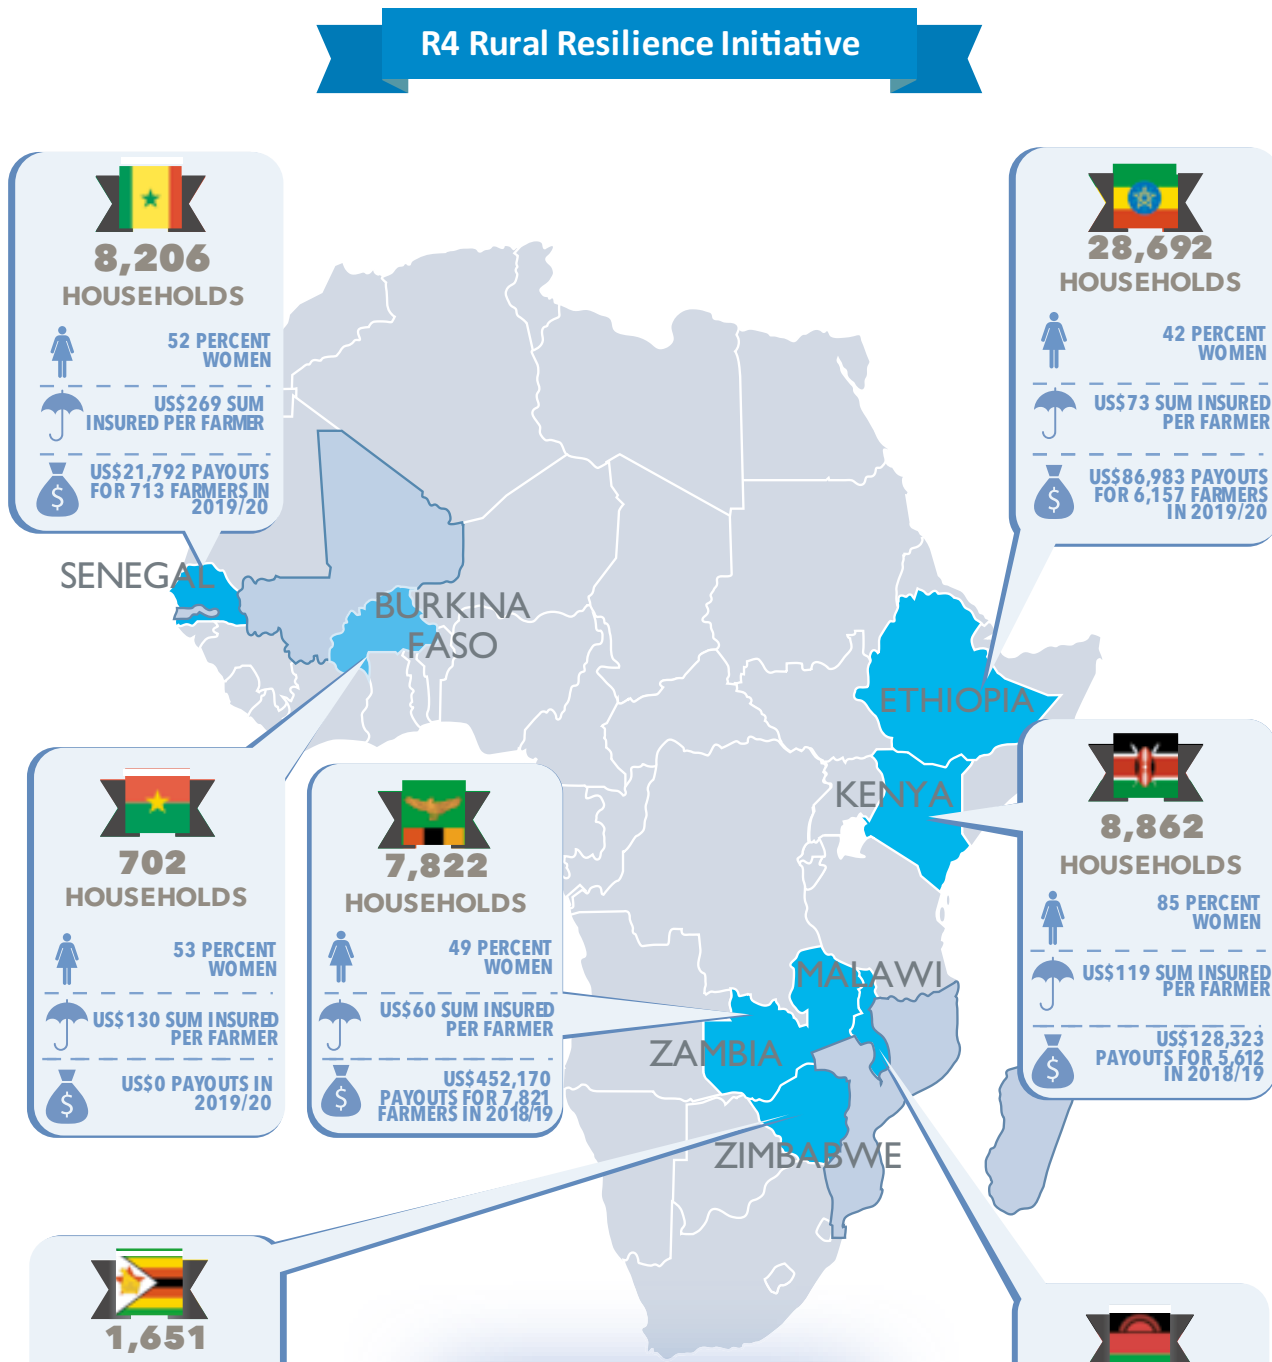 R4 Rural Resilience Initiative
8,206
HOUSEHOLDS
52 PERCENT
WOMEN
US$269 SUM
INSURED PER FARMER
US$21,792 PAYOUTS
FOR 713 FARMERS IN
2019/20
28,692
HOUSEHOLDS
42 PERCENT
WOMEN
US$73 SUM INSURED
PER FARMER
US$86,983 PAYOUTS
FOR 6,157 FARMERS
IN 2019/20
SENEGAL
BURKINA
FASO
ETHIOPIA
KENYA
MALAWI
ZAMBIA
ZIMBABWE
702
HOUSEHOLDS
53 PERCENT
WOMEN
US$130 SUM INSURED
PER FARMER
US$0 PAYOUTS IN
2019/20
7,822
HOUSEHOLDS
49 PERCENT
WOMEN
US$60 SUM INSURED
PER FARMER
US$452,170
PAYOUTS FOR 7,821
FARMERS IN 2018/19
8,862
HOUSEHOLDS
85 PERCENT
WOMEN
US$119 SUM INSURED
PER FARMER
US$128,323
PAYOUTS FOR 5,612
IN 2018/19
1,651